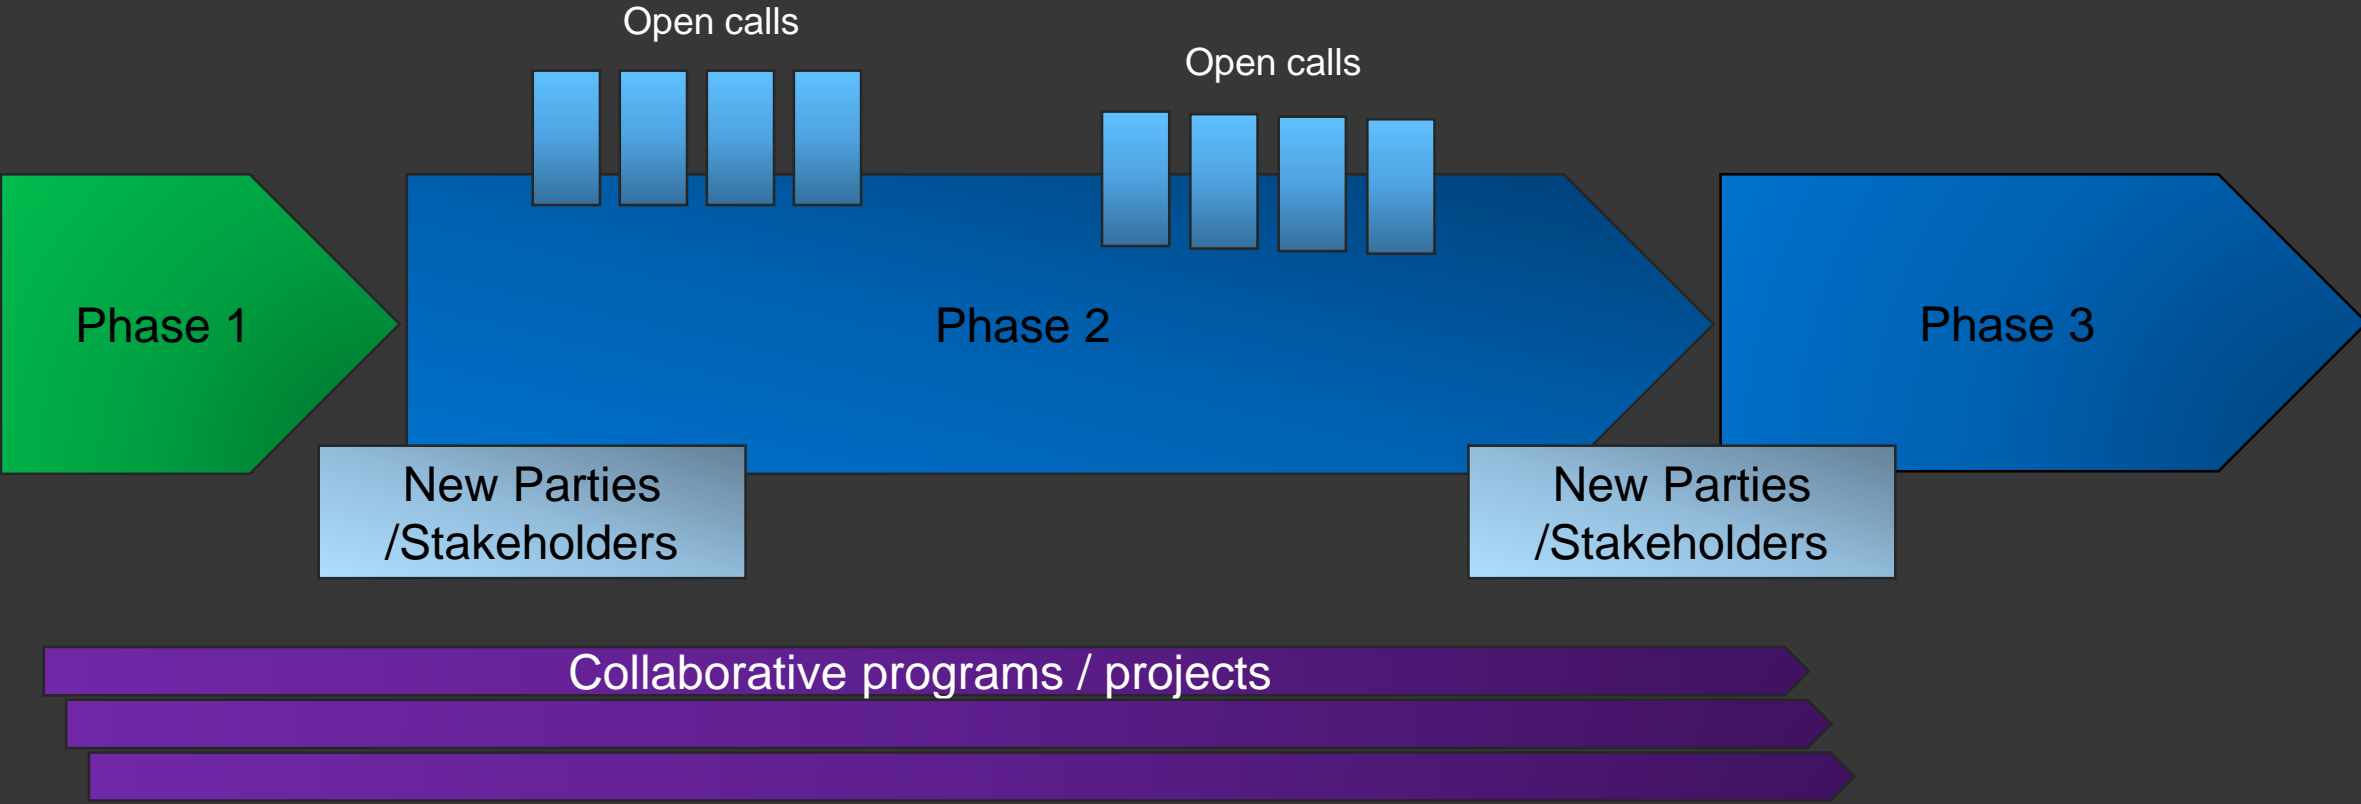 Open calls
Open calls
Phase 1
Phase 2
Phase 3
New Parties
/Stakeholders
New Parties
/Stakeholders
Collaborative programs / projects